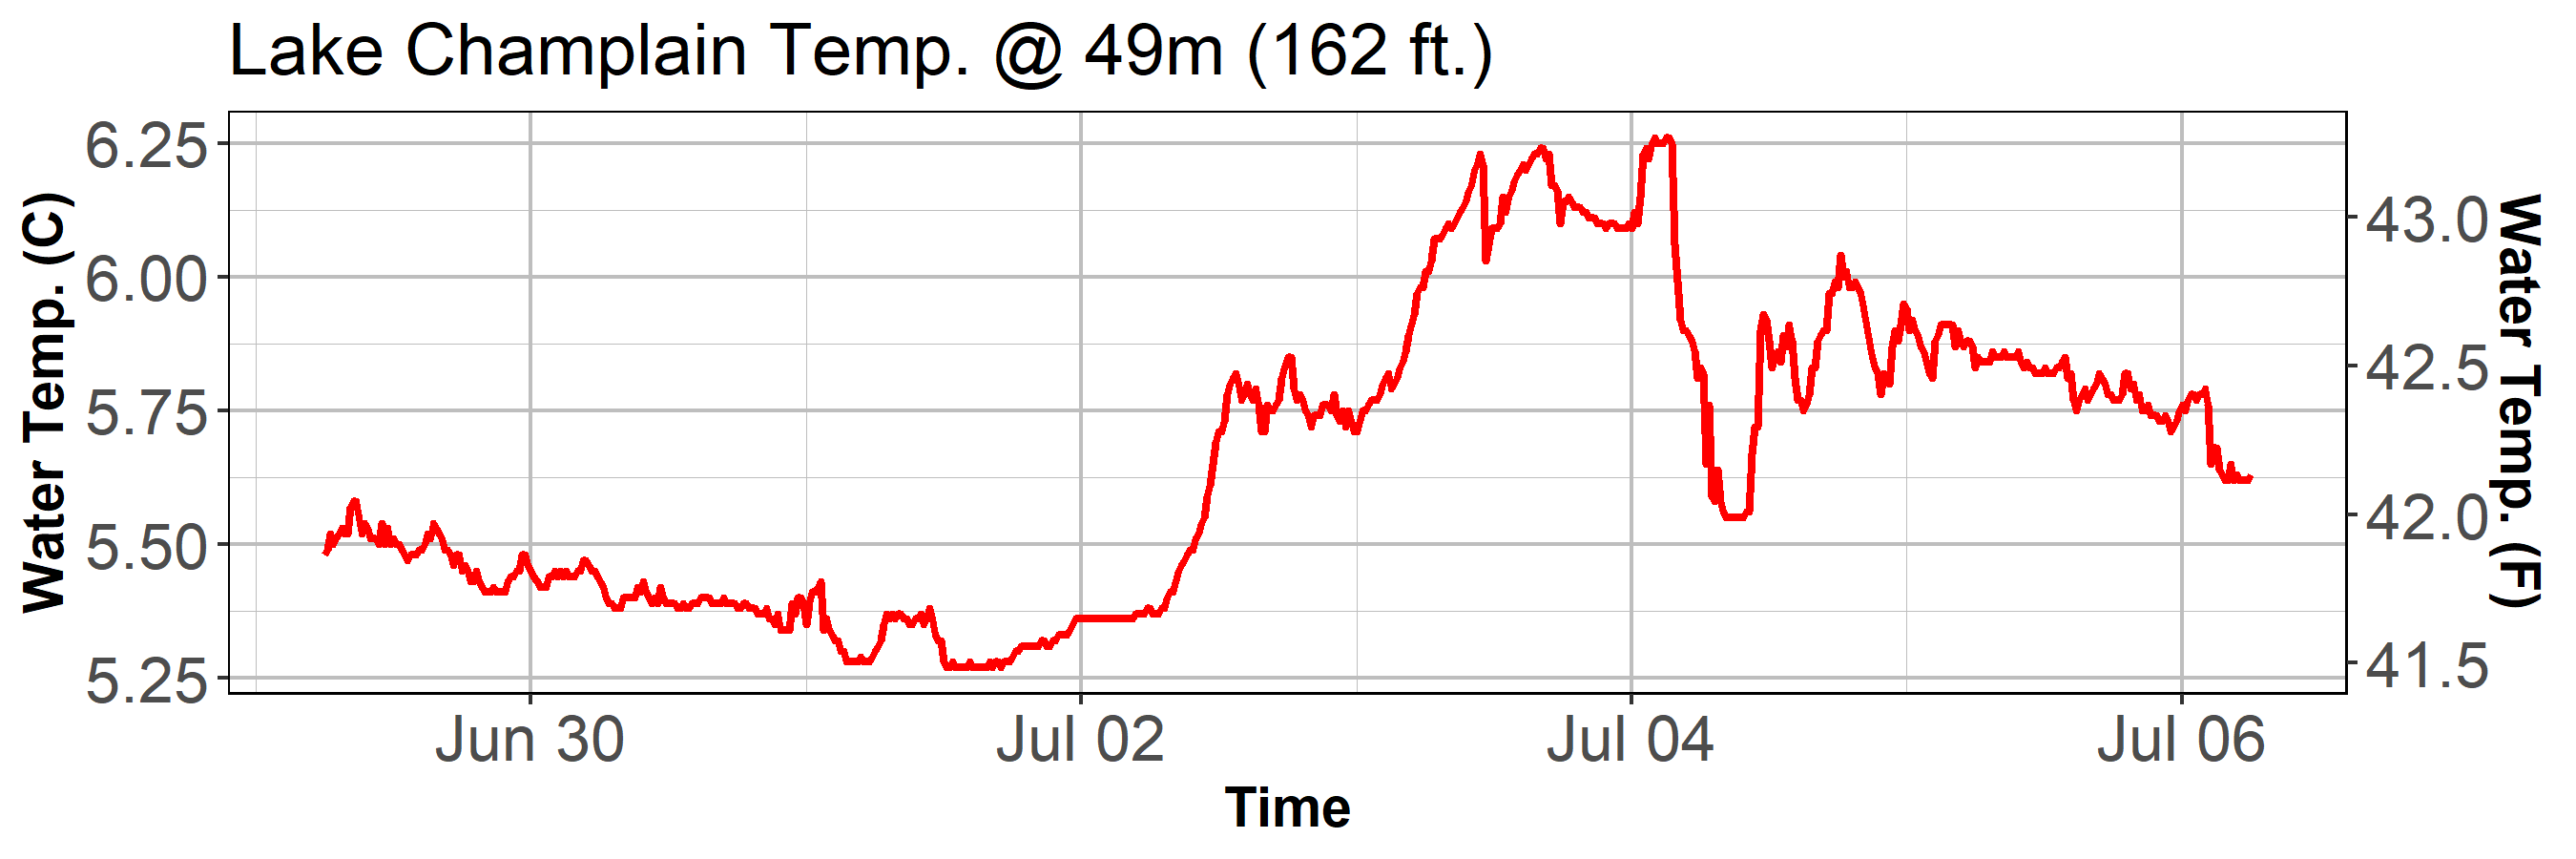 Lake Champlain Temp. @ 49m (162 ft.)
6.25
6.00
5.75
5.50
5.25
Water Temp. (C)
43.0
42.5
42.0
41.5
Water Temp. (F)
Jun 30 Jul 02 Jul 04 Jul 06
Time